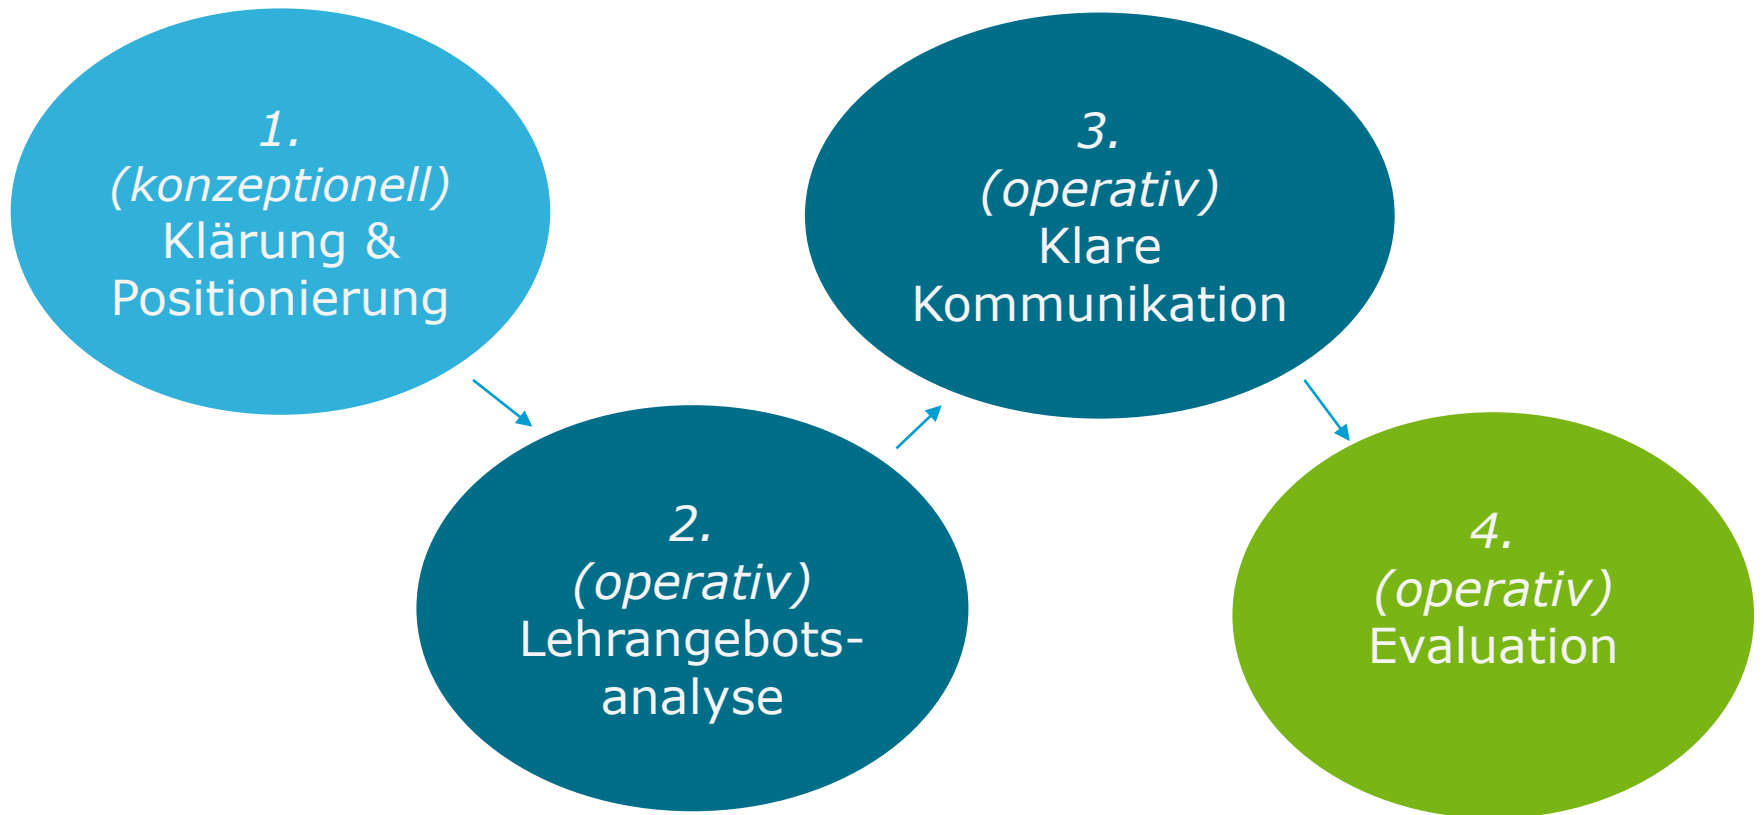 1.
(konzeptionell)
Klärung &
Positionierung
2.
(operativ)
Lehrangebots-
analyse
3.
(operativ)
Klare
Kommunikation
4.
(operativ)
Evaluation